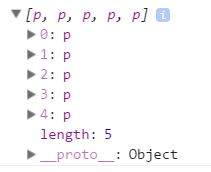 ▼[p, p, p, p, p] i
▶0: p
▶1: p
▶2: p
▶3: p
▶4: p
length: 5
▶__proto__: Object